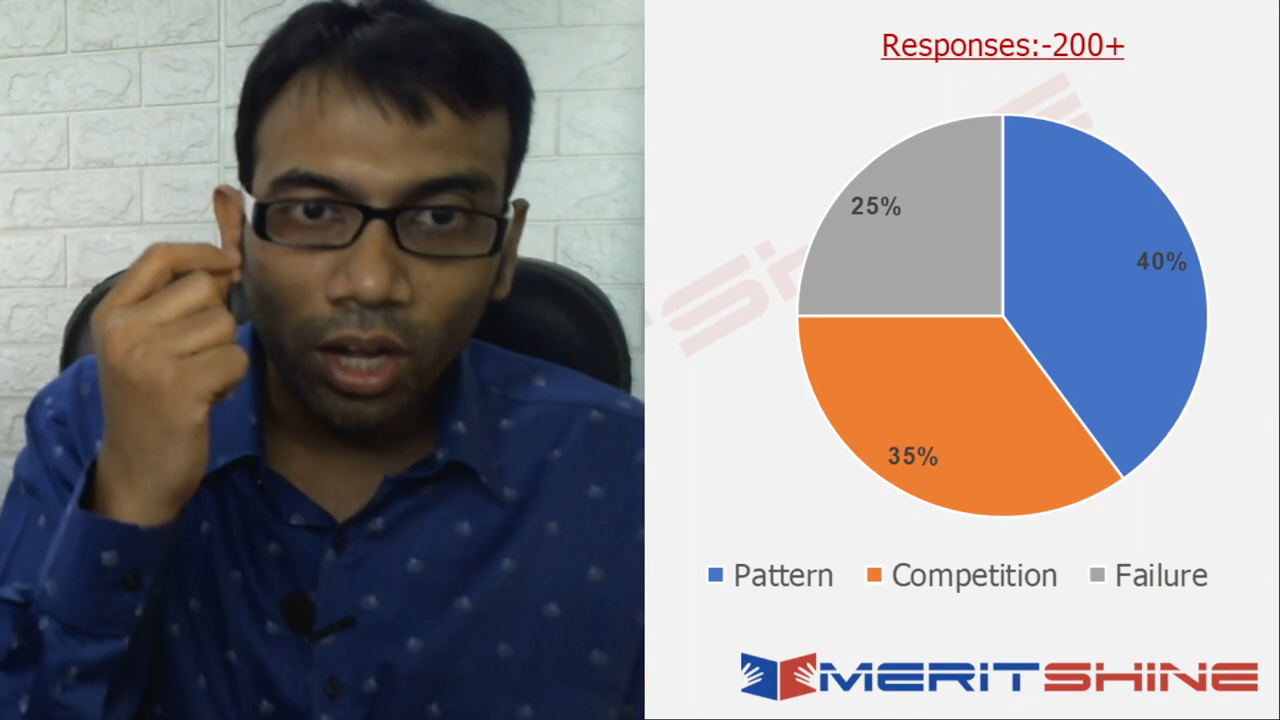 Responses:-200+
25%
40%
35%
Pattern Competition Failure
MERITSHINE